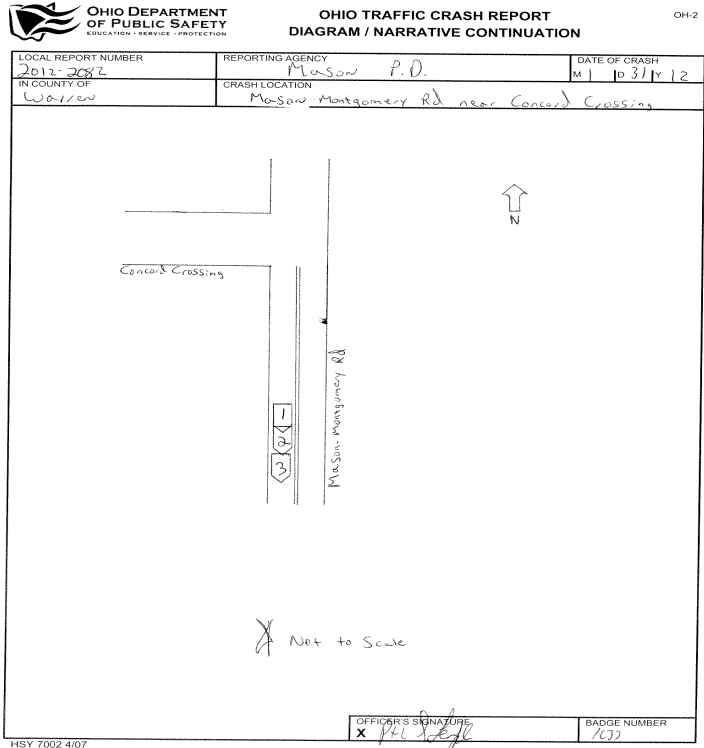 OHIO DEPARTMENT
OF PUBLIC SAFETY
EDUCATION • SERVICE • PROTECTION
OHIO TRAFFIC CRASH REPORT
DIAGRAM / NARRATIVE CONTINUATION
OH-2
LOCAL REPORT NUMBER
2012-2082
REPORTING AGENCY
Mason P.D.
DATE OF CRASH
M 1 D 31 Y 12
IN COUNTY OF
Warren
CRASH LOCATION
Mason-Montgomery Rd near Concord Crossing
N
Concord Crossing
Mason-Montgomery Rd
1
2
3
Not to Scale
OFFICER'S SIGNATURE
X Ptl
BADGE NUMBER
HSY 7002 4/07